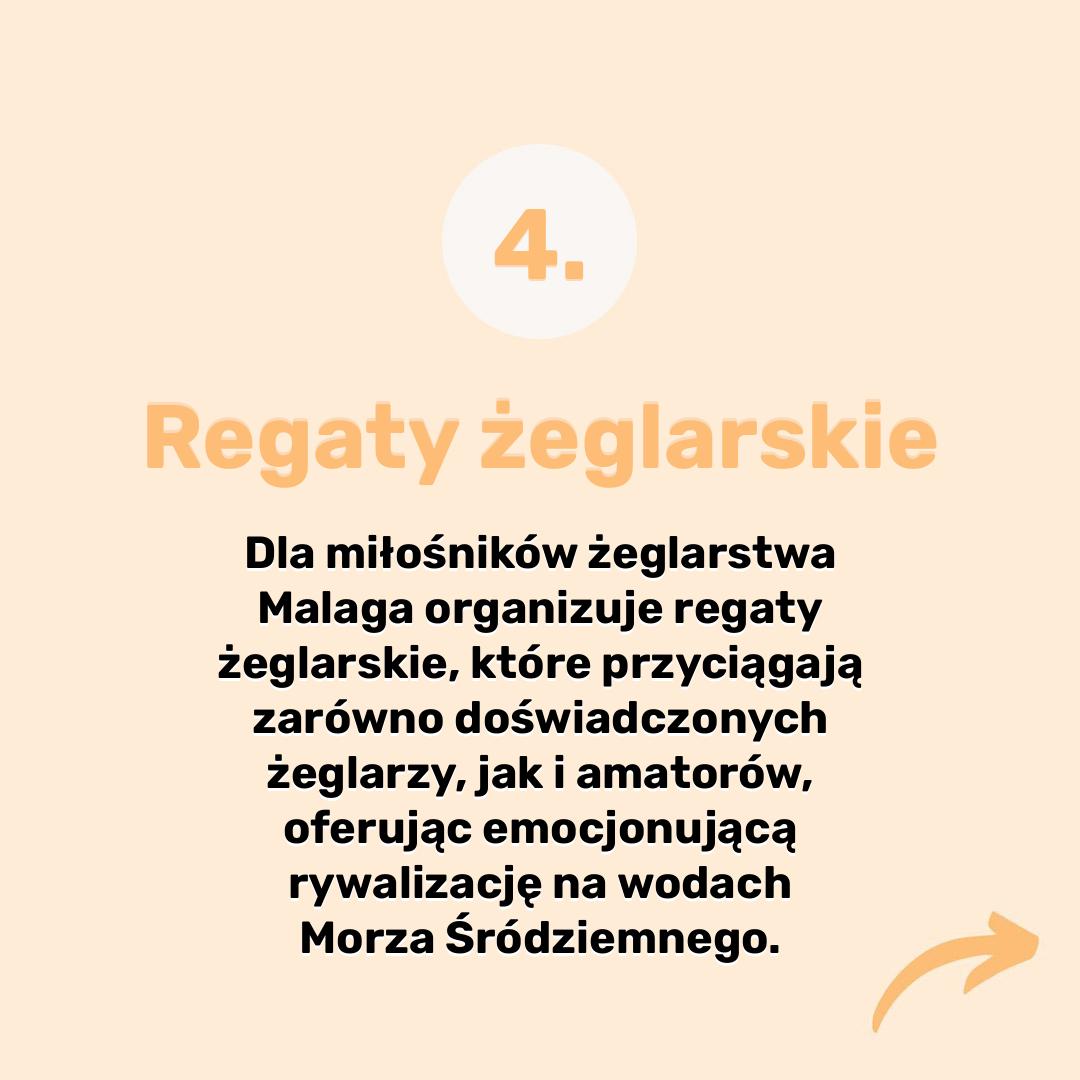 4.
Regaty żeglarskie
Dla miłośników żeglarstwa
Malaga organizuje regaty
żeglarskie, które przyciągają
zarówno doświadczonych
żeglarzy, jak i amatorów,
oferując emocjonującą
rywalizację na wodach
Morza Śródziemnego.